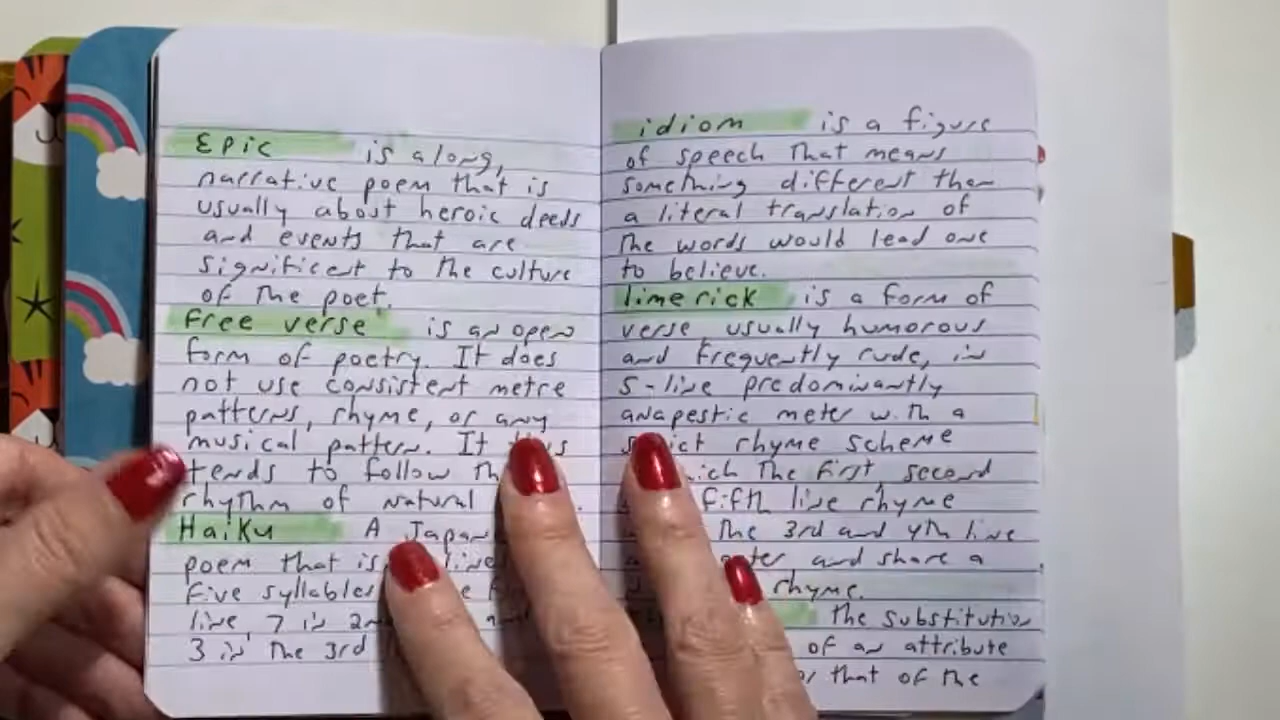 Epic is a long,
narrative poem that is
usually about heroic deeds
and events that are
significent to the culture
of the poet.
Free verse is an open
form of poetry. It does
not use consistent metre
patterns, rhyme, or any
musical pattern. It
tends to follow
rhythm of natural
Haiku A
poem that is
five syllables
line, 7 in
3 in the 3rd
idiom is a figure
of speech that means
something different then
a literal translation of
the words would lead one
to believe.
limerick is a form of
verse, usually humorous
and frequently rude, in
5-line predominantly
anapestic meter with a
rhyme scheme
the first, second
fifth line rhyme
the 3rd and 4th line
and share a
rhyme.
the substitution
of an attribute
that of the